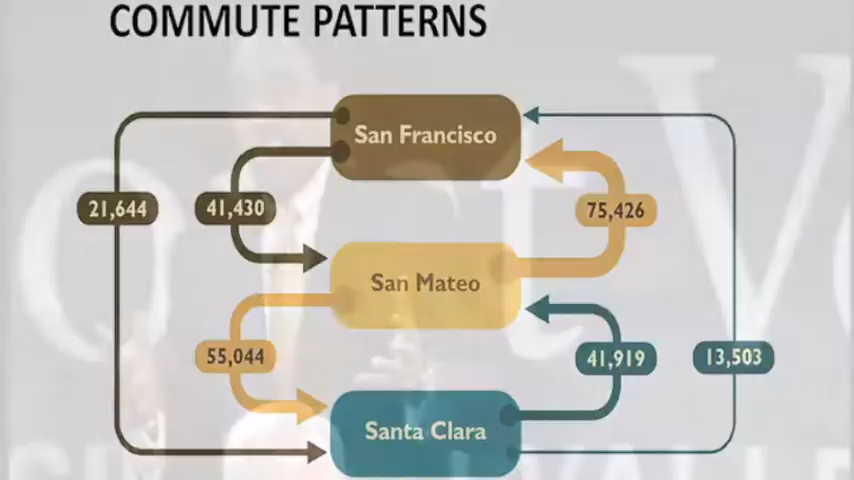 COMMUTE PATTERNS
San Francisco
21,644
41,430
75,426
San Mateo
55,044
41,919
13,503
Santa Clara